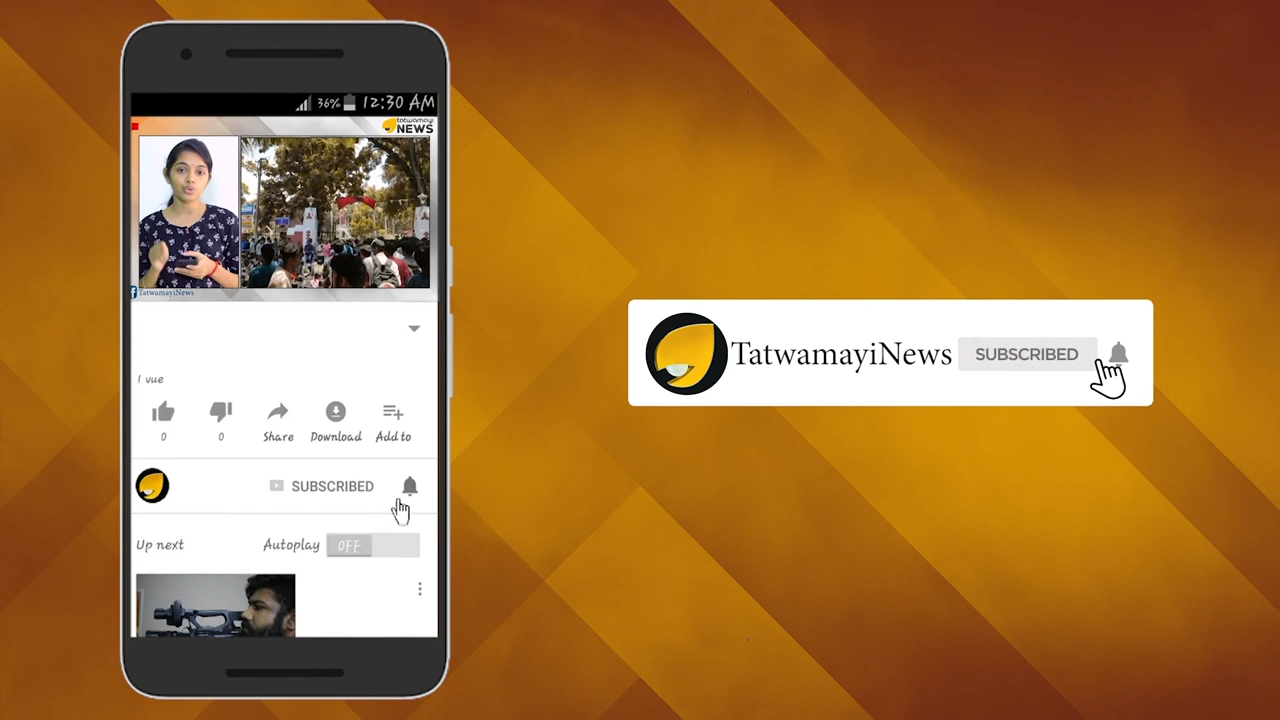 36% 12:30 AM
tatwamayi
NEWS
TatwamayiNews
1 vue
0 0 Share Download Add to
SUBSCRIBED
Up next Autoplay OFF
TatwamayiNews SUBSCRIBED